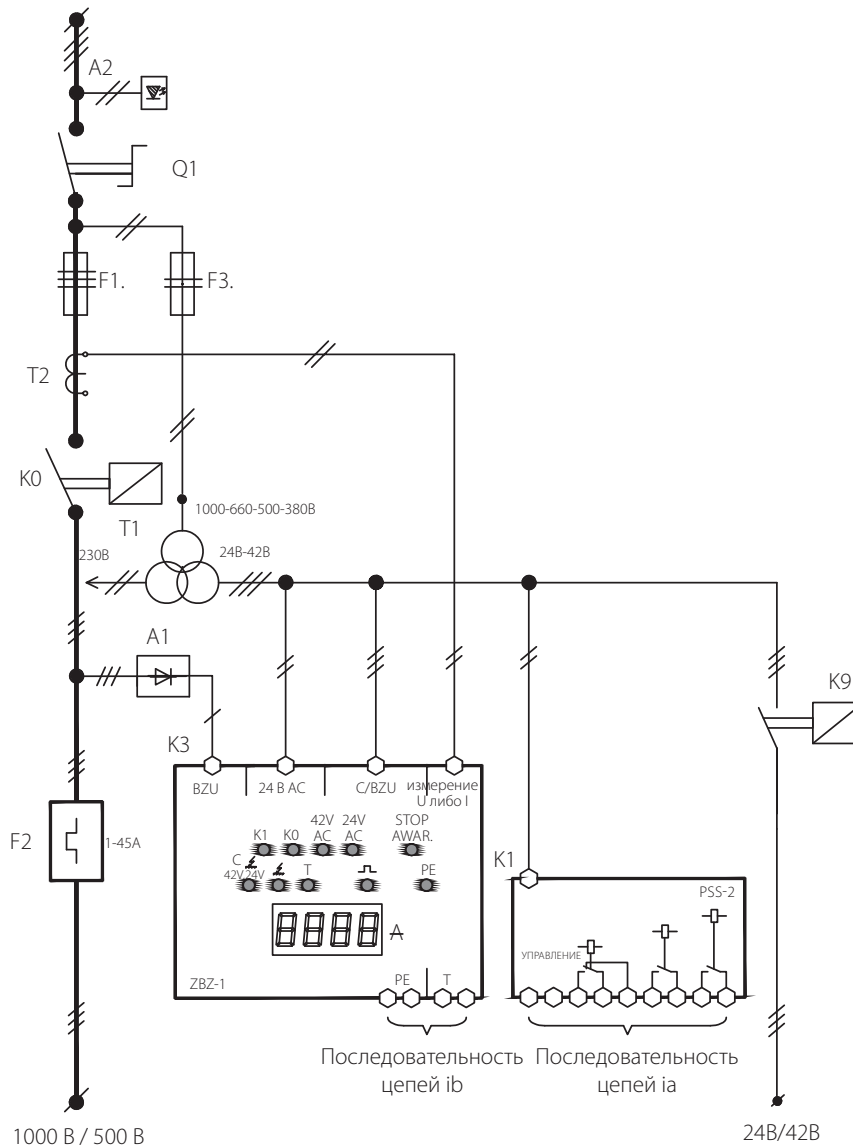 A2
Q1
F1.
F3.
T2
K0
T1
1000-660-500-380В
230В
24В-42В
A1
K9
K3
BZU
24 В AC
C/BZU
измерение
U либо I
K1
K0
42V
AC
24V
AC
STOP
AWAR.
C
42V
24V
T
PE
F2
1-45A
8888
A
ZBZ-1
PE
T
K1
PSS-2
УПРАВЛЕНИЕ
Последовательность
цепей ib
Последовательность
цепей ia
1000 В / 500 В
24В/42В